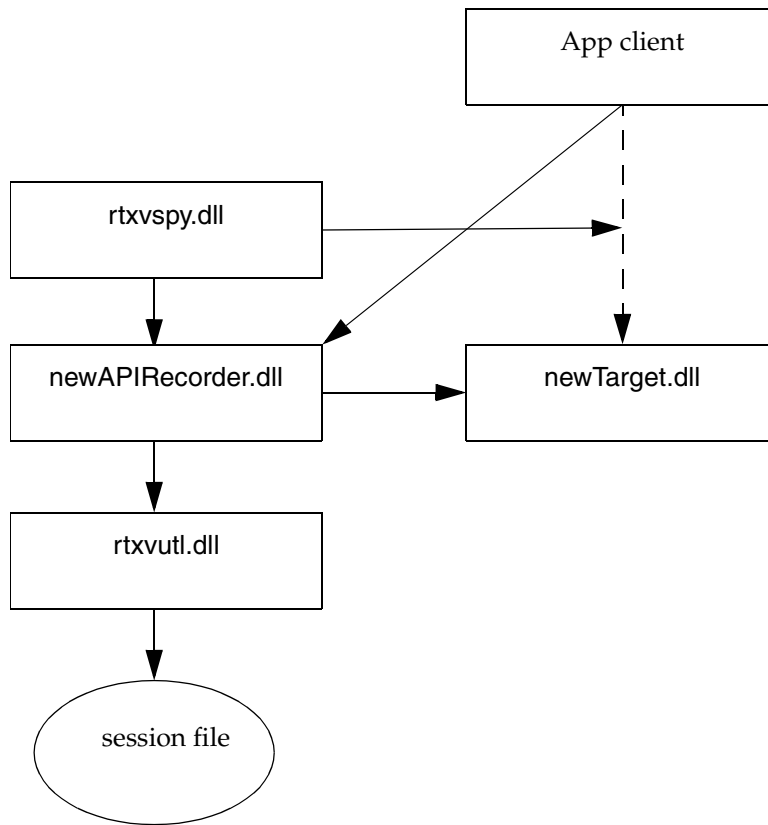 App client
rtxvspy.dll
newAPIRecorder.dll
newTarget.dll
rtxvutl.dll
session file